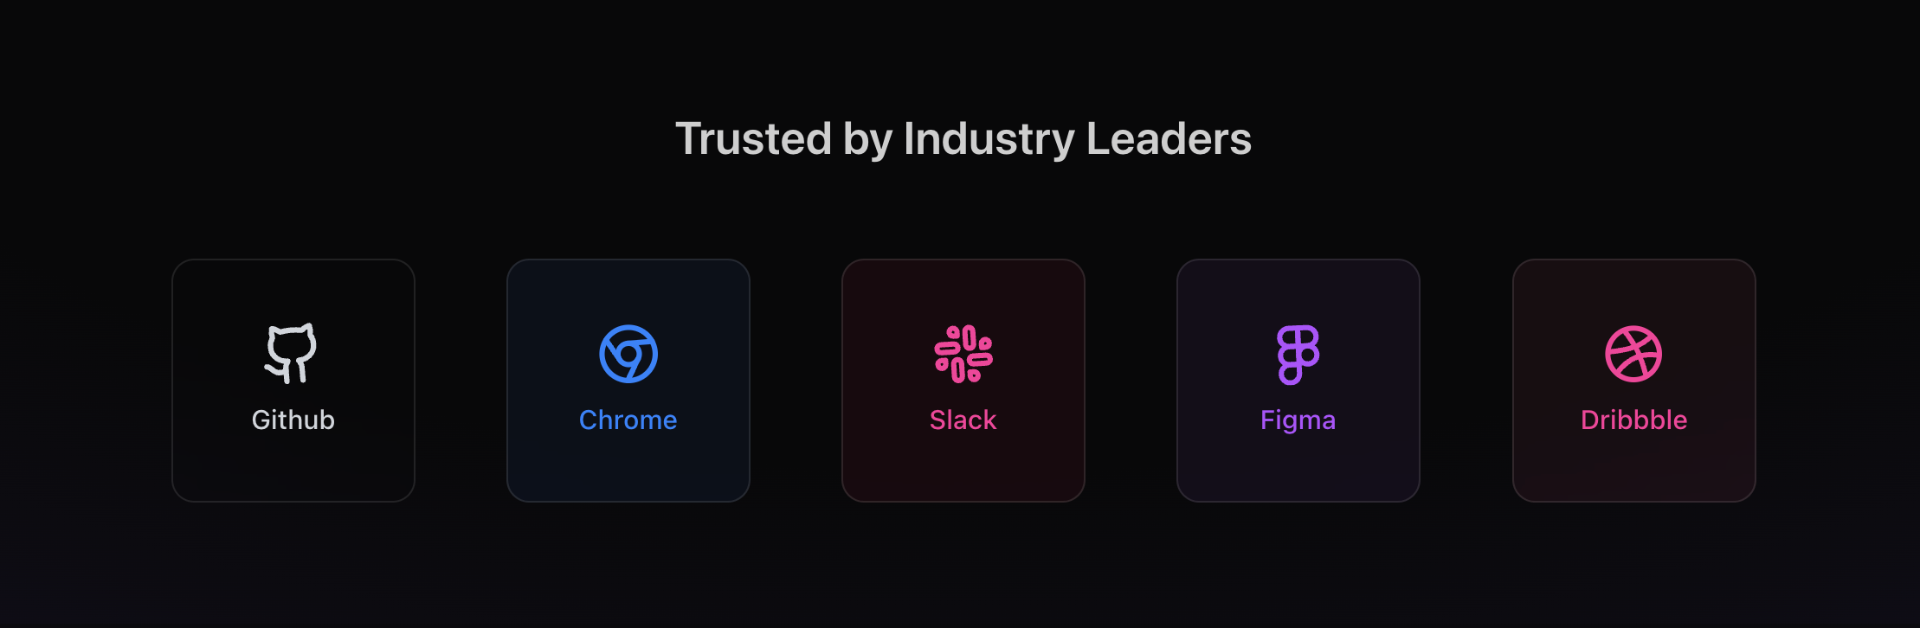 Trusted by Industry Leaders
Github
Chrome
Slack
Figma
Dribbble